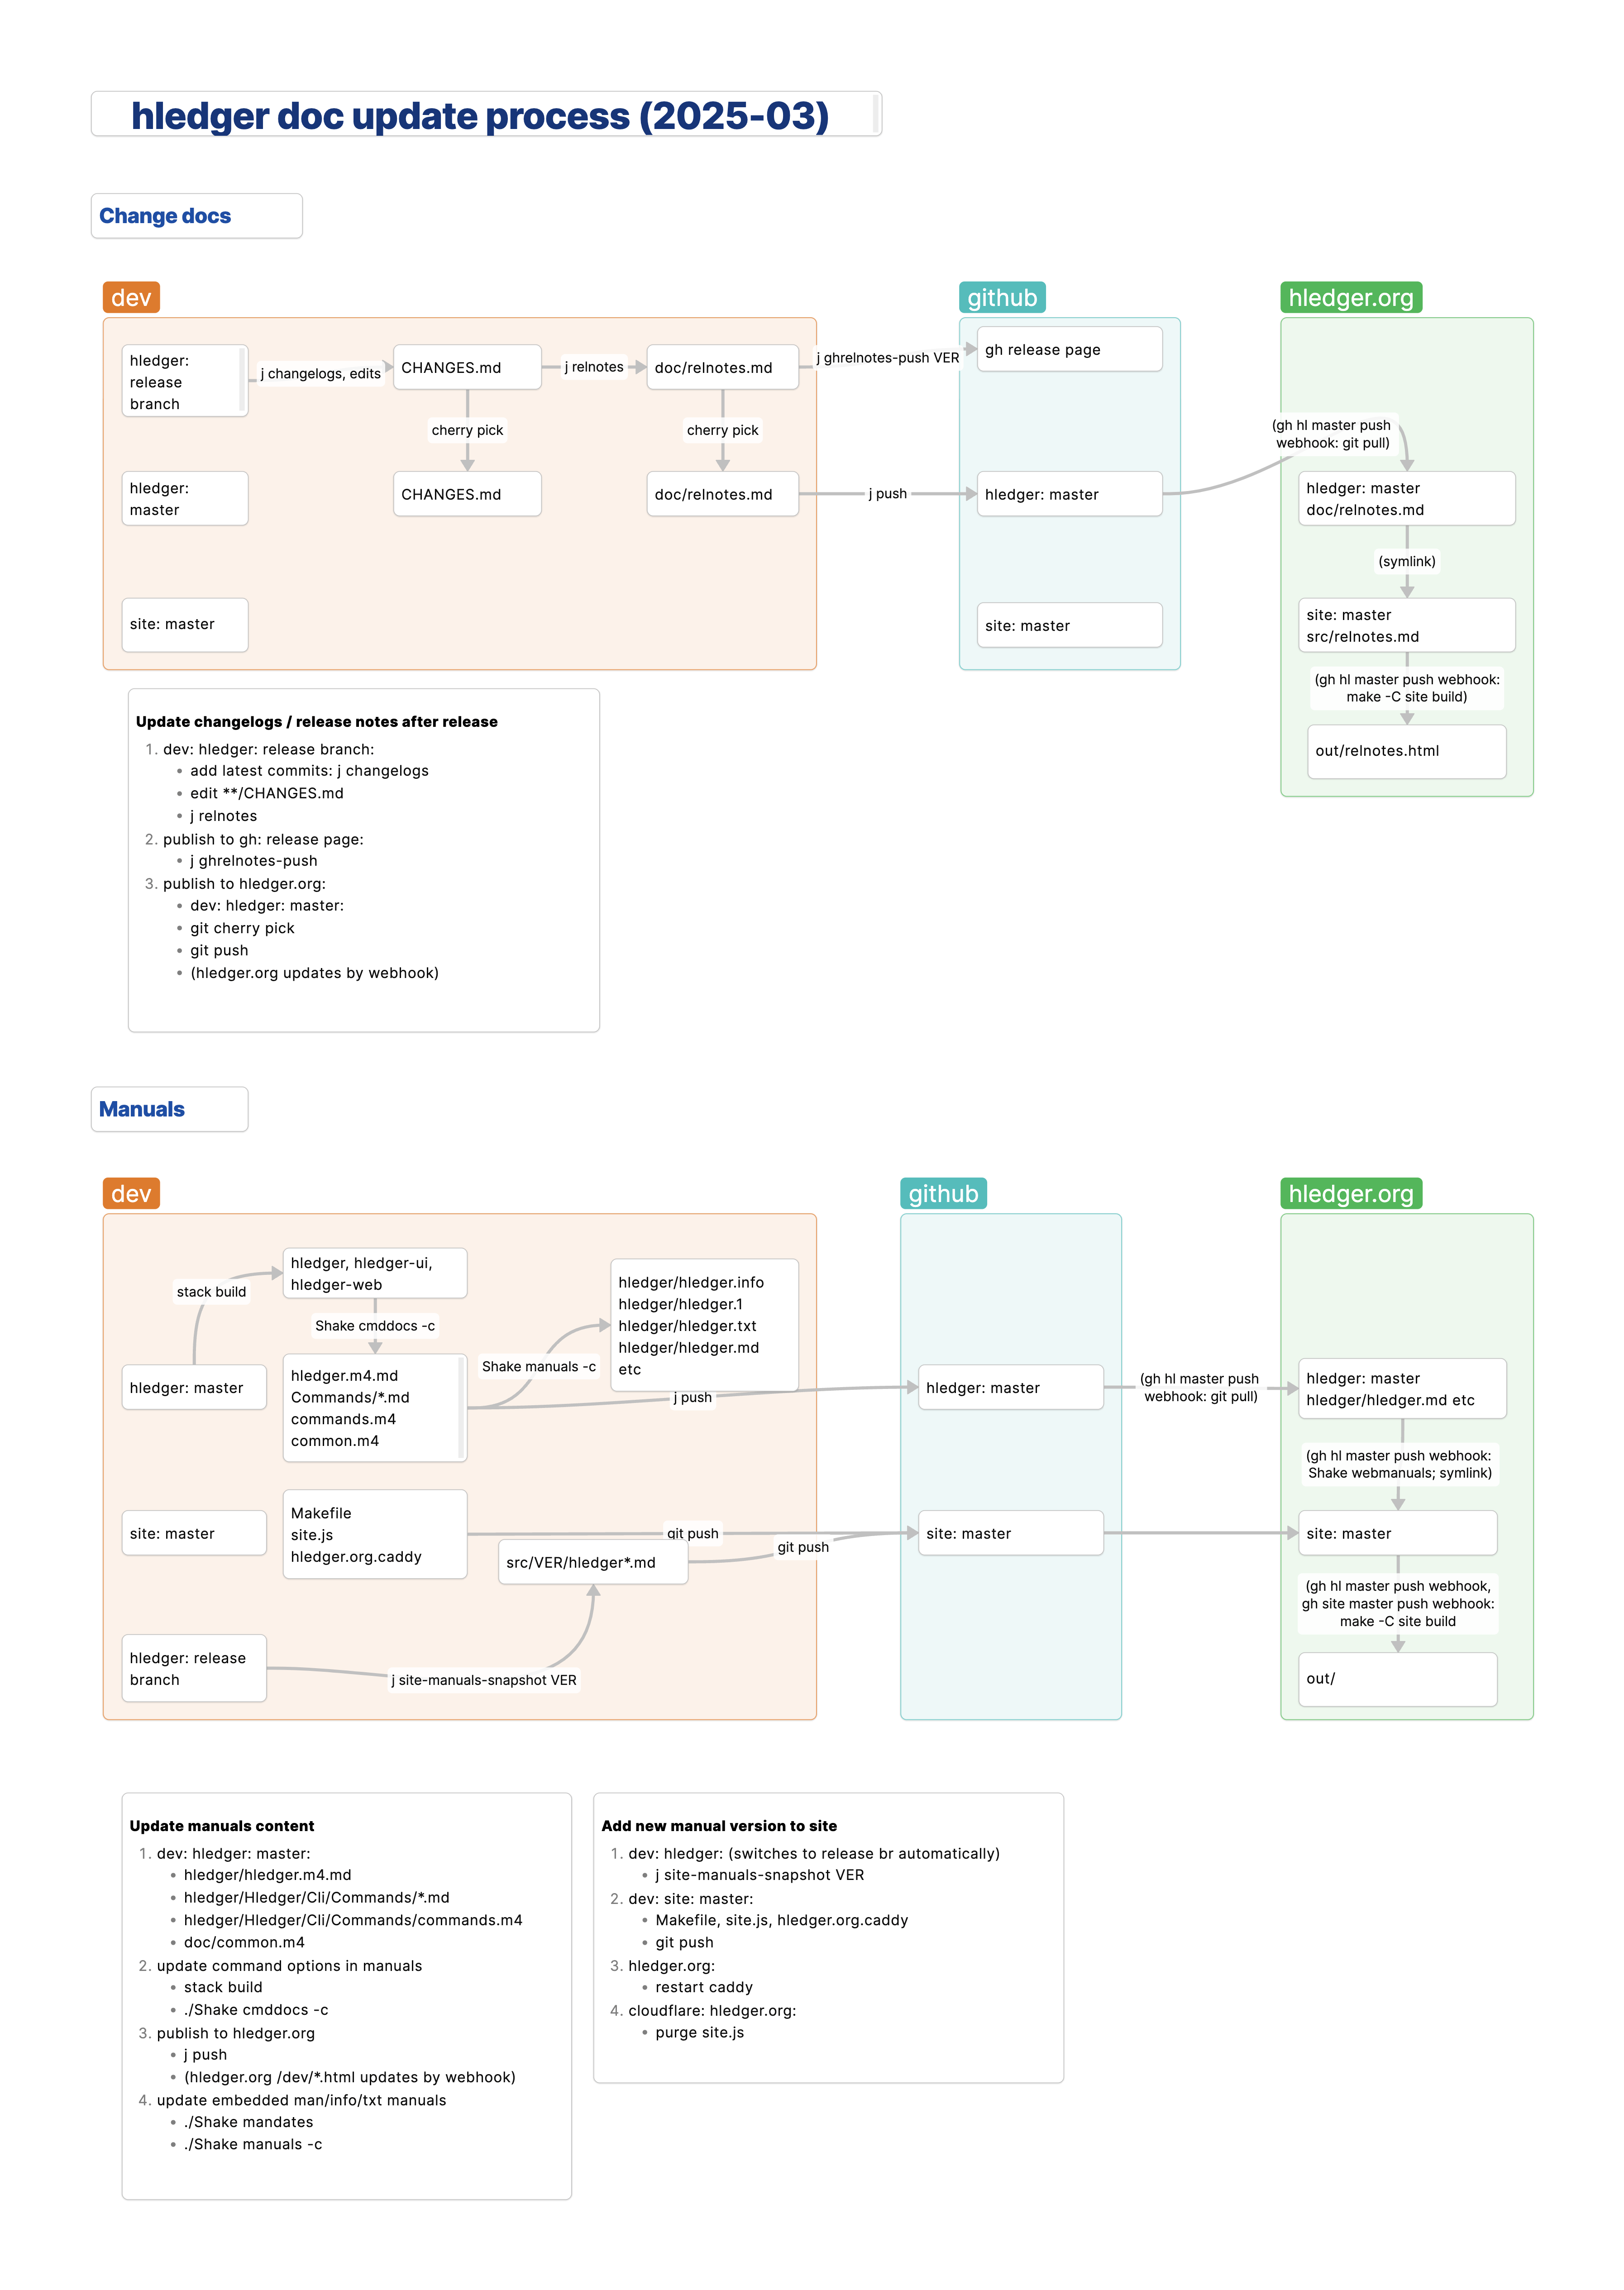 hledger doc update process (2025-03)
Change docs
dev
github
hledger.org
hledger:
release
branch
j changelogs, edits
CHANGES.md
j relnotes
doc/relnotes.md
j ghrelnotes-push VER
gh release page
cherry pick
cherry pick
(gh hl master push
webhook: git pull)
hledger:
master
CHANGES.md
doc/relnotes.md
j push
hledger: master
hledger: master
doc/relnotes.md
(symlink)
site: master
site: master
site: master
src/relnotes.md
(gh hl master push webhook:
make -C site build)
out/relnotes.html
Update changelogs / release notes after release
1. dev: hledger: release branch:
• add latest commits: j changelogs
• edit **/CHANGES.md
• j relnotes
2. publish to gh: release page:
• j ghrelnotes-push
3. publish to hledger.org:
• dev: hledger: master:
• git cherry pick
• git push
• (hledger.org updates by webhook)
Manuals
dev
github
hledger.org
stack build
hledger, hledger-ui,
hledger-web
Shake cmddocs -c
hledger/hledger.info
hledger/hledger.1
hledger/hledger.txt
hledger/hledger.md
etc
Shake manuals -c
hledger: master
hledger.m4.md
Commands/*.md
commands.m4
common.m4
j push
hledger: master
(gh hl master push
webhook: git pull)
hledger: master
hledger/hledger.md etc
(gh hl master push webhook:
Shake webmanuals; symlink)
site: master
Makefile
site.js
hledger.org.caddy
git push
src/VER/hledger*.md
git push
site: master
site: master
(gh hl master push webhook,
gh site master push webhook:
make -C site build
hledger: release
branch
j site-manuals-snapshot VER
out/
Update manuals content
1. dev: hledger: master:
• hledger/hledger.m4.md
• hledger/Hledger/Cli/Commands/*.md
• hledger/Hledger/Cli/Commands/commands.m4
• doc/common.m4
2. update command options in manuals
• stack build
• ./Shake cmddocs -c
3. publish to hledger.org
• j push
• (hledger.org /dev/*.html updates by webhook)
4. update embedded man/info/txt manuals
• ./Shake mandates
• ./Shake manuals -c
Add new manual version to site
1. dev: hledger: (switches to release br automatically)
• j site-manuals-snapshot VER
2. dev: site: master:
• Makefile, site.js, hledger.org.caddy
• git push
3. hledger.org:
• restart caddy
4. cloudflare: hledger.org:
• purge site.js